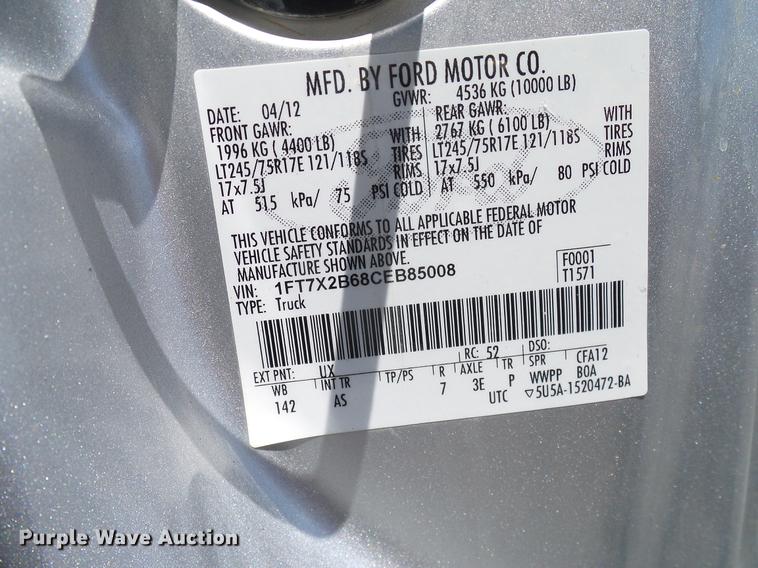 MFD. BY FORD MOTOR CO.
DATE: 04/12 GVWR: 4536 KG (10000 LB)
FRONT GAWR: REAR GAWR:
1996 KG ( 4400 LB) WITH 2767 KG ( 6100 LB) WITH
LT245/75R17E 121/118S TIRES LT245/75R17E 121/118S TIRES
17x7.5J RIMS 17x7.5J RIMS
AT 515 kPa/ 75 PSI COLD AT 550 kPa/ 80 PSI COLD
THIS VEHICLE CONFORMS TO ALL APPLICABLE FEDERAL MOTOR
VEHICLE SAFETY STANDARDS IN EFFECT ON THE DATE OF
MANUFACTURE SHOWN ABOVE.
VIN: 1FT7X2B68CEB85008 F0001
TYPE: Truck T1571
EXT PNT: UX RC: 52 DSO:
WB INT TR TP/PS R AXLE TR SPR CFA12
142 AS 7 3E P WWPP BOA
UTC ▽5U5A-1520472-BA
Purple Wave Auction